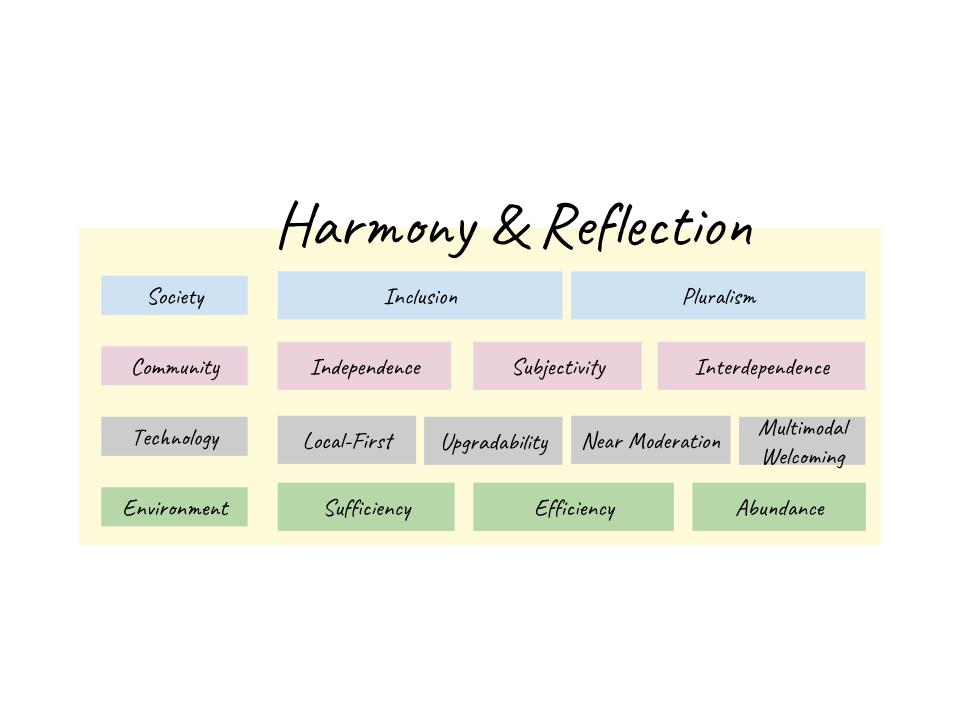 Harmony & Reflection
Society
Inclusion
Pluralism
Community
Independence
Subjectivity
Interdependence
Technology
Local-First
Upgradability
Near Moderation
Multimodal
Welcoming
Environment
Sufficiency
Efficiency
Abundance